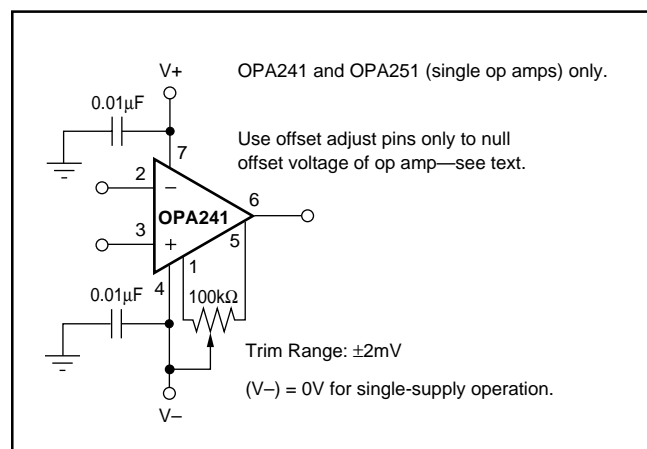 V+
OPA241 and OPA251 (single op amps) only.
0.01µF
Use offset adjust pins only to null
offset voltage of op amp—see text.
7
2
–
6
OPA241
3
+
5
1
4
100kΩ
0.01µF
Trim Range: ±2mV
(V–) = 0V for single-supply operation.
V–